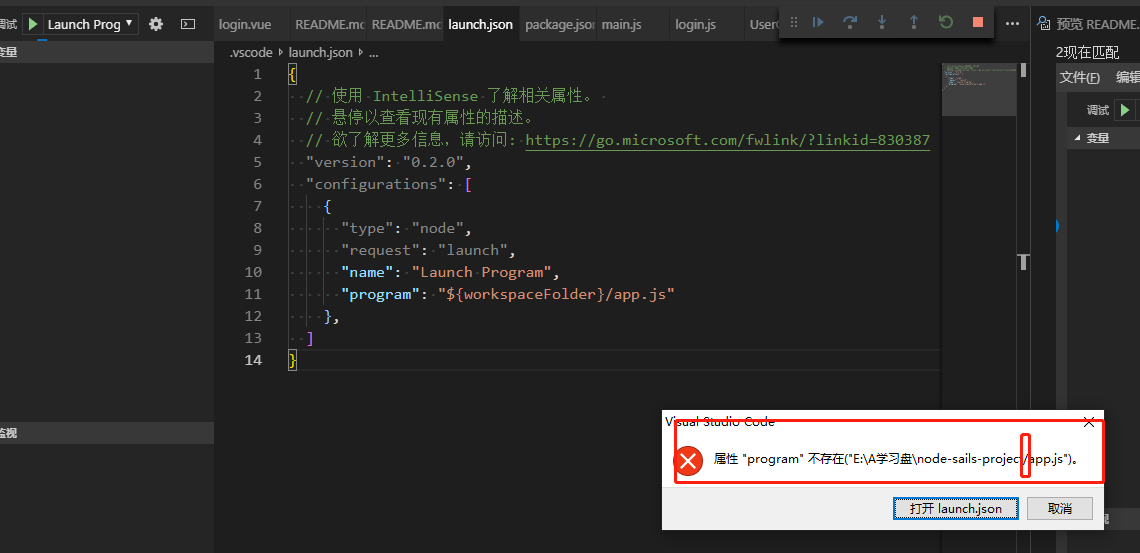 调试 Launch Prog
变量
监视
login.vue README.mc README.mc launch.json package.json main.js login.js User
.vscode launch.json ...
1 {
2 // 使用 IntelliSense 了解相关属性。
3 // 悬停以查看现有属性的描述。
4 // 欲了解更多信息，请访问: https://go.microsoft.com/fwlink/?linkid=830387
5 "version": "0.2.0",
6 "configurations": [
7 {
8 "type": "node",
9 "request": "launch",
10 "name": "Launch Program",
11 "program": "${workspaceFolder}/app.js"
12 },
13 ]
14 }
预览 README.
2现在匹配
文件(F) 编辑
调试
变量
Visual Studio Code
属性 "program" 不存在("E:\A学习盘\node-sails-project/app.js")。
打开 launch.json 取消